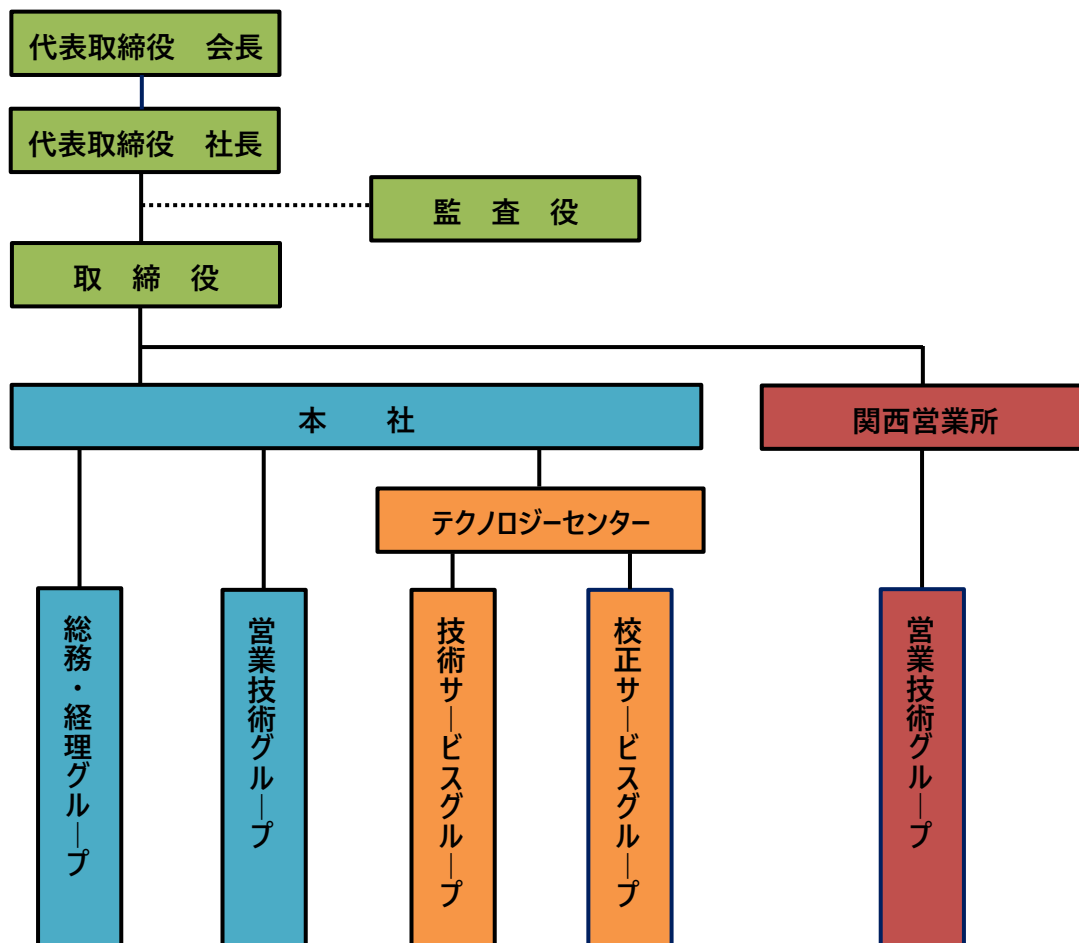 代表取締役　会長
代表取締役　社長
監　査　役
取　締　役
本　　社
関西営業所
テクノロジーセンター
総務・経理グループ
営業技術グループ
技術サービスグループ
校正サービスグループ
営業技術グループ